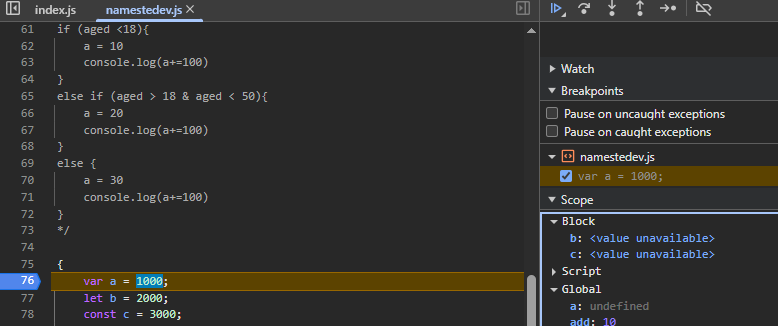 index.js namestedev.js
61 if (aged <18){
62 a = 10
63 console.log(a+=100)
64 }
65 else if (aged > 18 & aged < 50){
66 a = 20
67 console.log(a+=100)
68 }
69 else {
70 a = 30
71 console.log(a+=100)
72 }
73 */
74
75 {
76 var a = 1000;
77 let b = 2000;
78 const c = 3000;
Watch
Breakpoints
Pause on uncaught exceptions
Pause on caught exceptions
namestedev.js
var a = 1000;
Scope
Block
b: <value unavailable>
c: <value unavailable>
Script
Global
a: undefined
add: 10